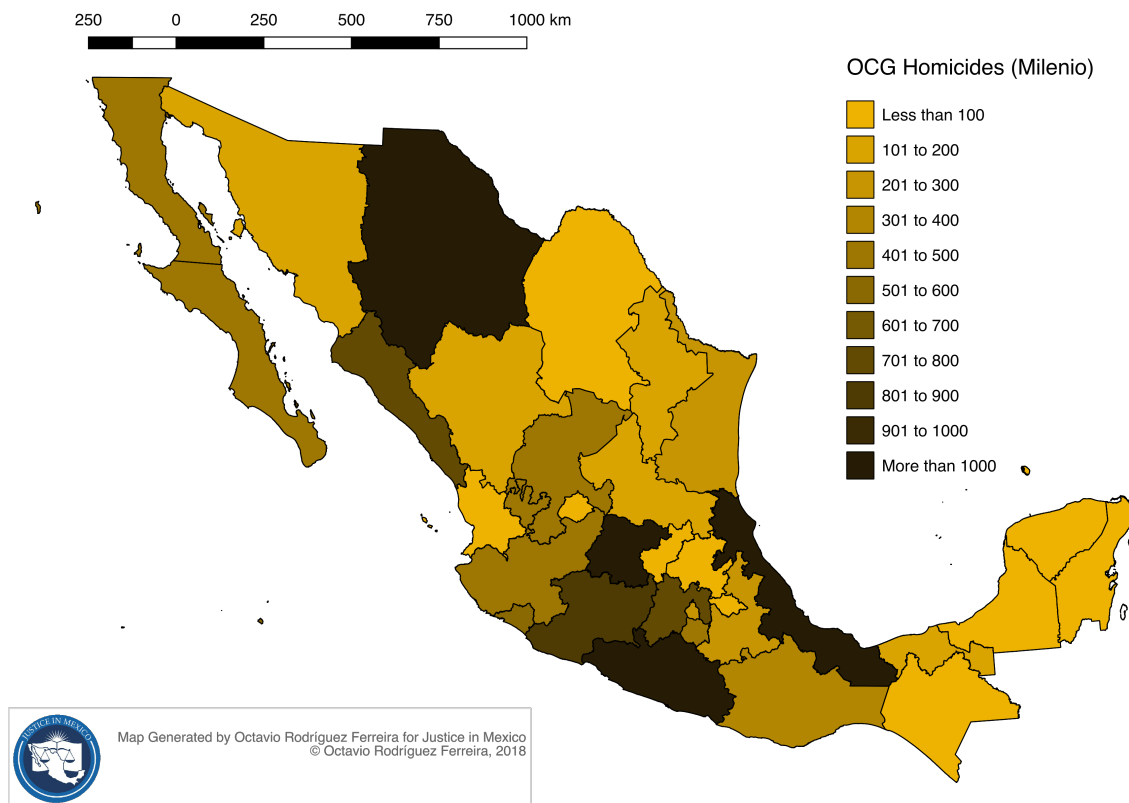 250 0 250 500 750 1000 km
OCG Homicides (Milenio)
Less than 100
101 to 200
201 to 300
301 to 400
401 to 500
501 to 600
601 to 700
701 to 800
801 to 900
901 to 1000
More than 1000
JUSTICE IN MEXICO
Map Generated by Octavio Rodríguez Ferreira for Justice in Mexico
© Octavio Rodríguez Ferreira, 2018